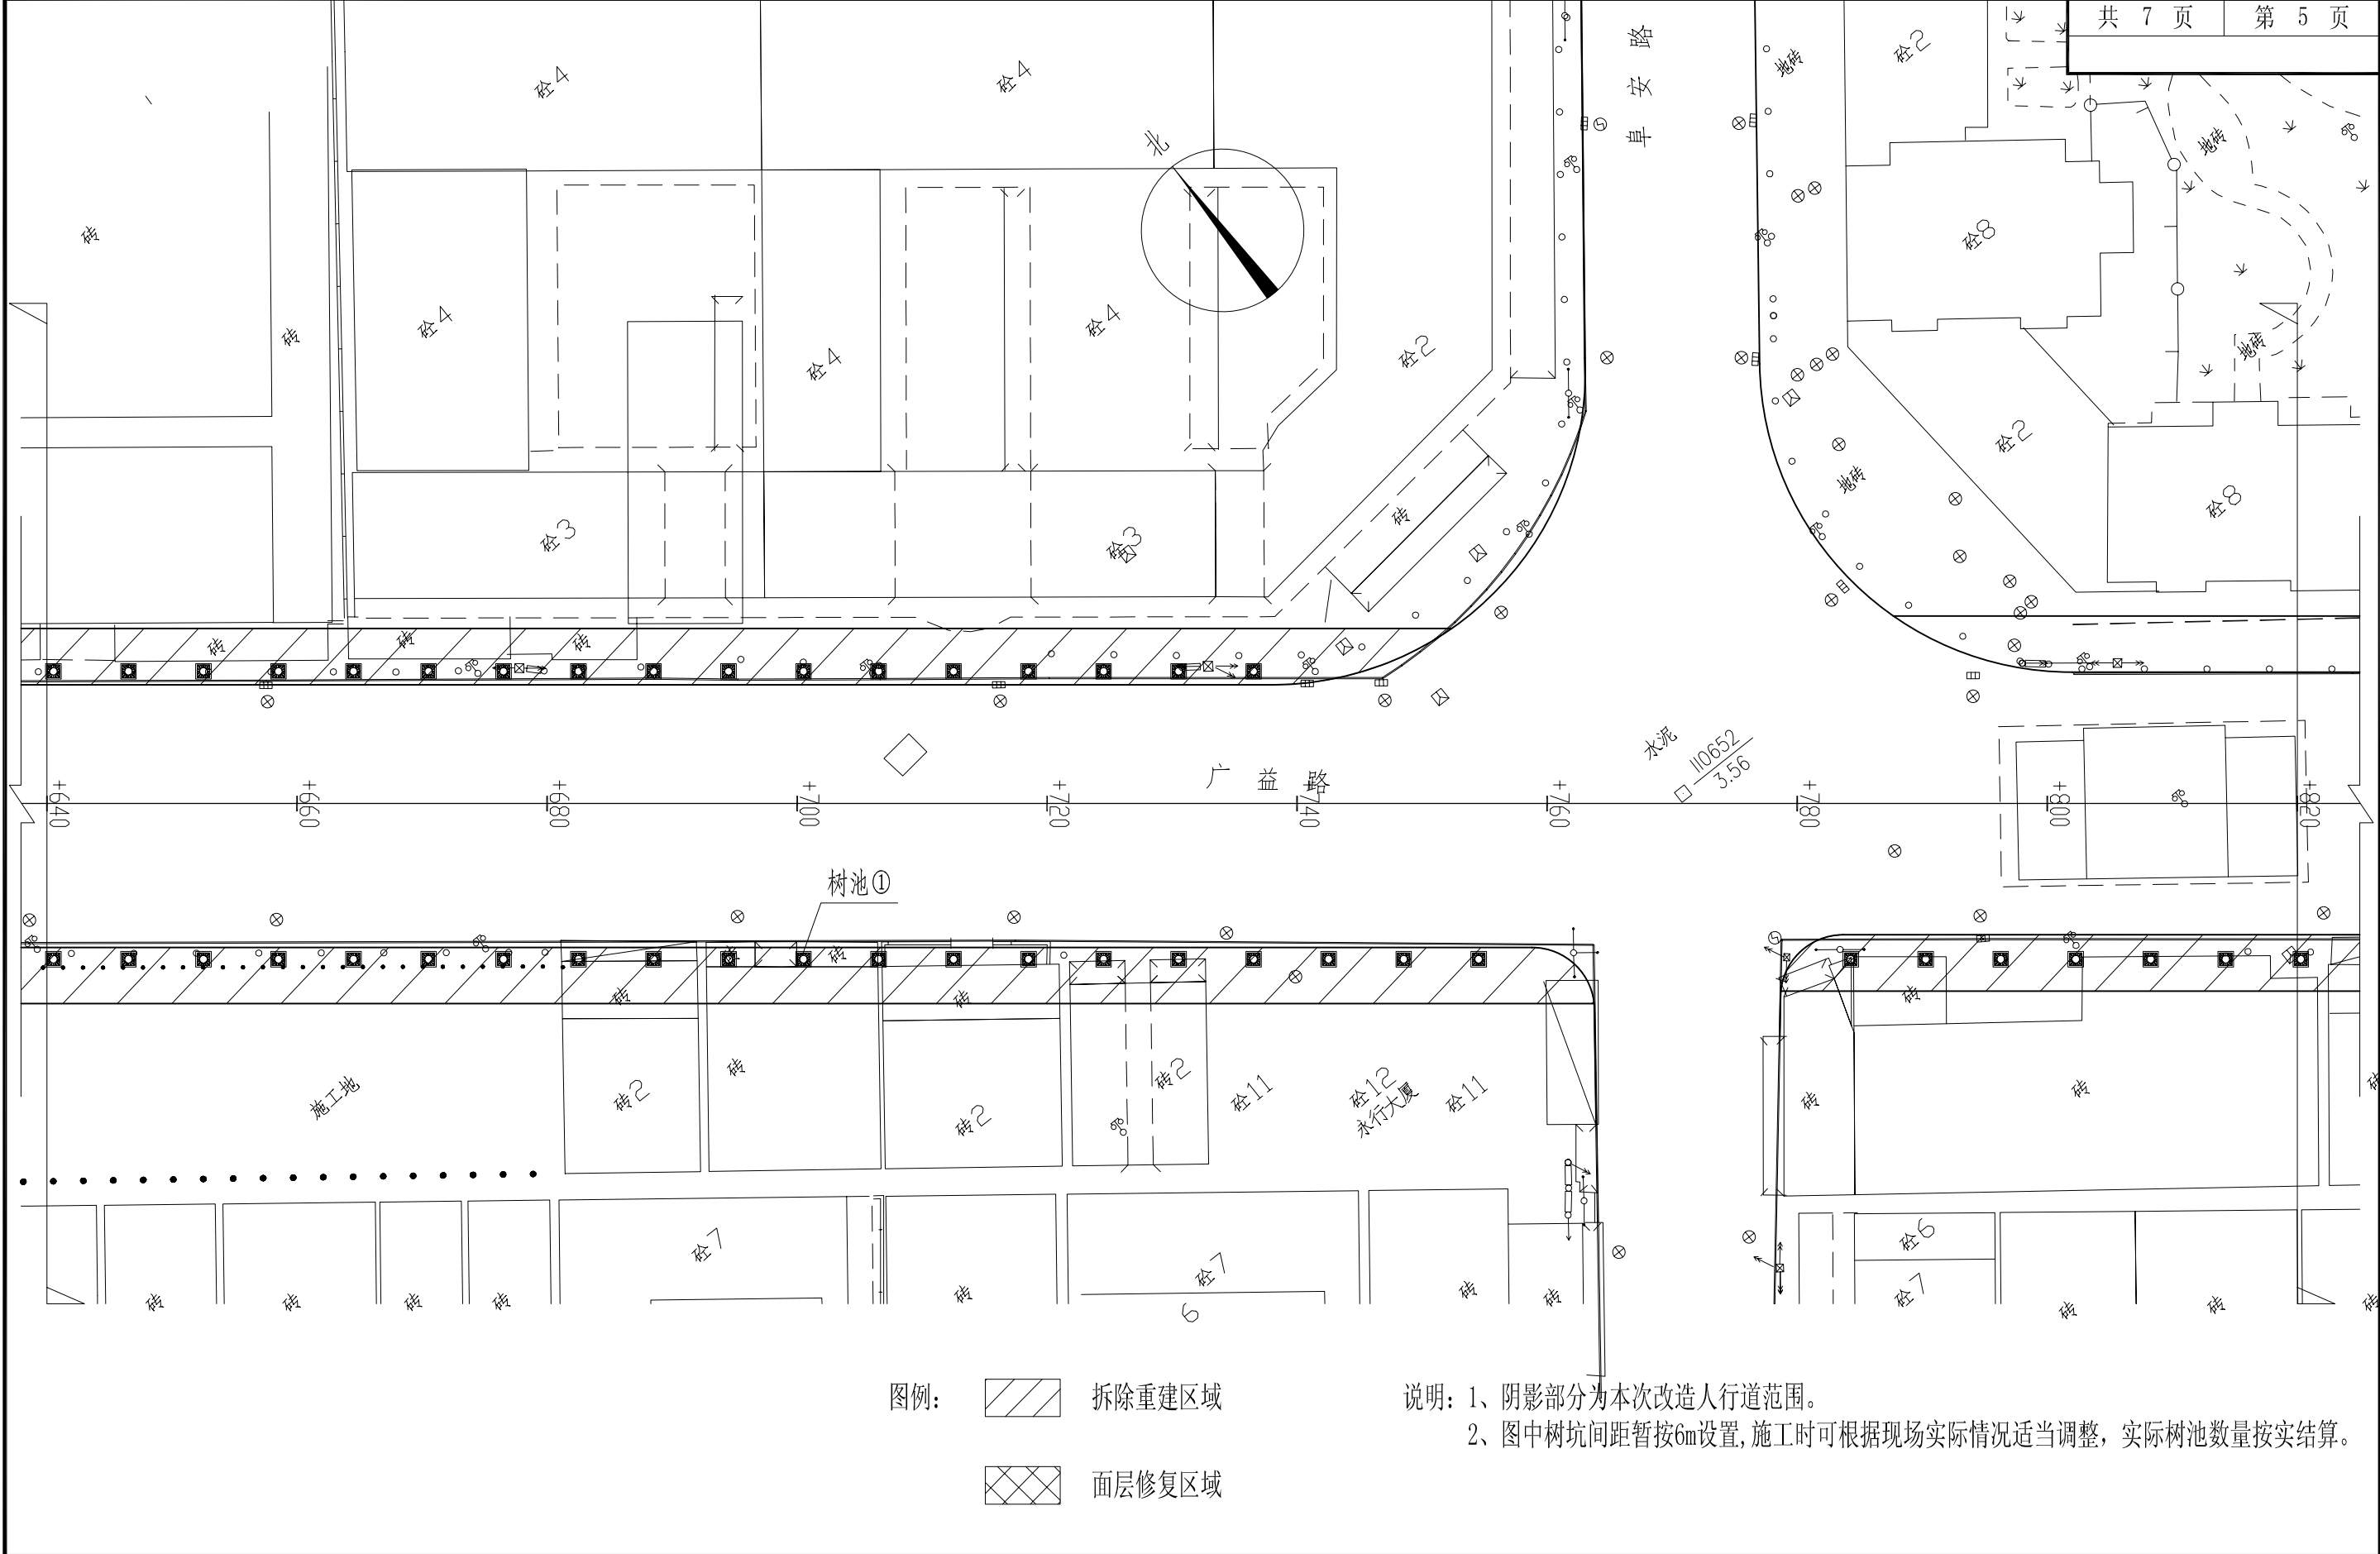 共 7 页 第 5 页
阜安路
地砖
砼2
砼4
砼4
北
地砖
砖
砼8
砖
砼4
砼4
砼4
砼2
地砖
砼2
地砖
砼8
砼3
砼3
砖
砖
砖
砖
水泥
110652
3.56
广益路
+640
+660
+680
+700
+720
+740
+760
+780
+800
+820
树池①
砖
砖
砖
砖
砖
施工地
砖2
砖
砖2
砖2
砼11
砼12
永行大厦
砼11
砖
砖
砖
砼7
砼7
砼6
砼7
砖
砖
砖
砖
砖
6
砖
砖
砖
砖
砖
图例:
拆除重建区域
面层修复区域
说明: 1、阴影部分为本次改造人行道范围。
2、图中树坑间距暂按6m设置,施工时可根据现场实际情况适当调整，实际树池数量按实结算。